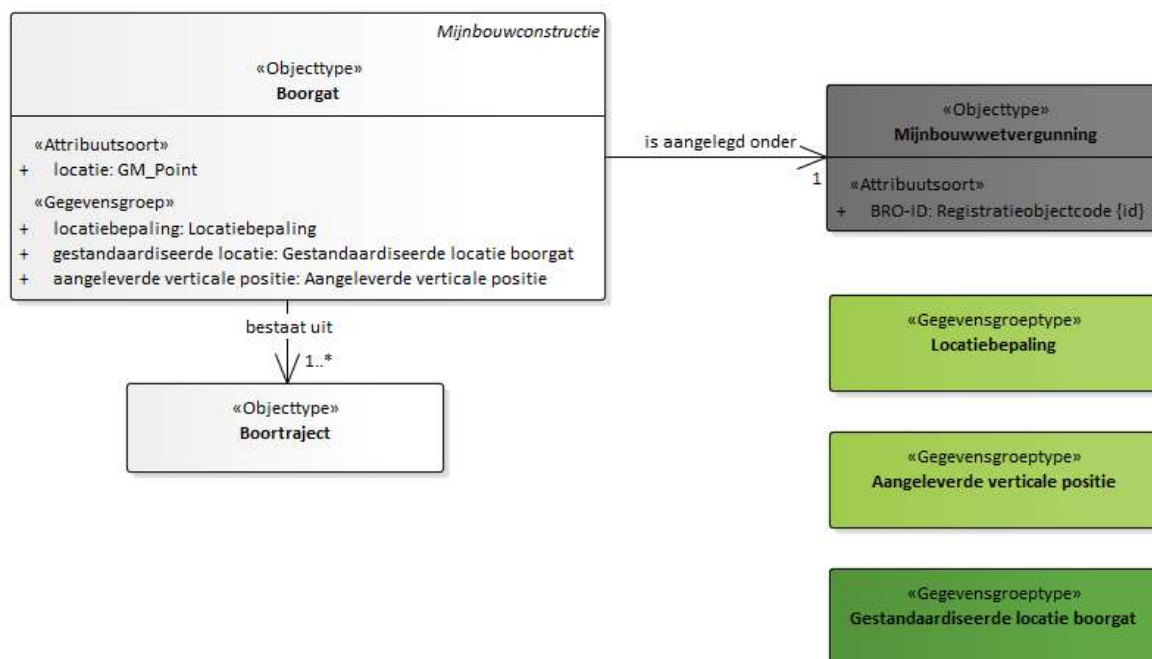 Mijnbouwconstructie
«Objecttype»
Boorgat
«Attribuutsoort»
+ locatie: GM_Point
«Gegevensgroep»
+ locatiebepaling: Locatiebepaling
+ gestandaardiseerde locatie: Gestandaardiseerde locatie boorgat
+ aangeleverde verticale positie: Aangeleverde verticale positie
is aangelegd onder
1
«Objecttype»
Mijnbouwwetvergunning
«Attribuutsoort»
+ BRO-ID: Registratieobjectcode {id}
bestaat uit
1..*
«Objecttype»
Boortraject
«Gegevensgroeptype»
Locatiebepaling
«Gegevensgroeptype»
Aangeleverde verticale positie
«Gegevensgroeptype»
Gestandaardiseerde locatie boorgat